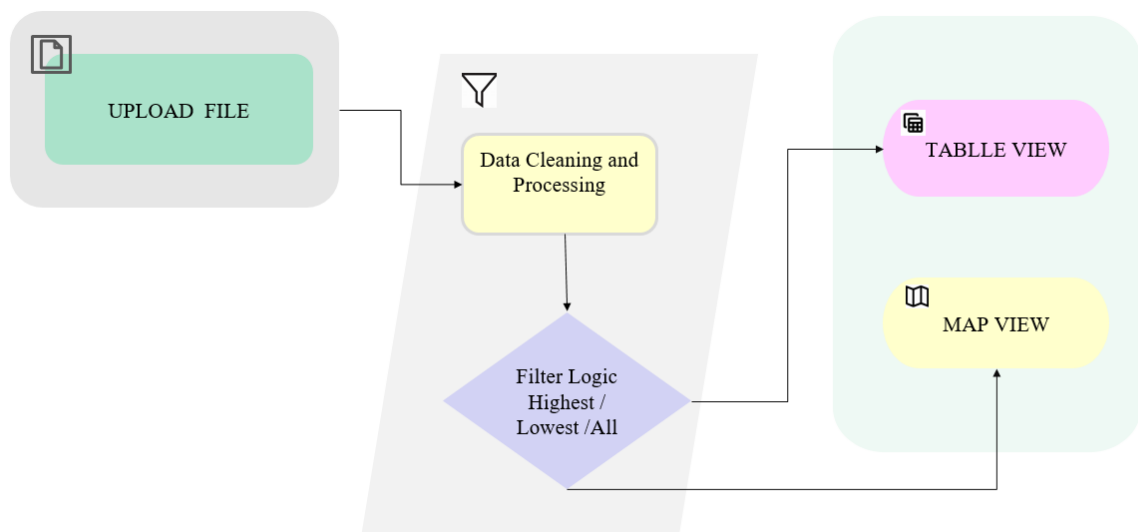 UPLOAD FILE
Data Cleaning and
Processing
Filter Logic
Highest /
Lowest /All
TABLLE VIEW
MAP VIEW